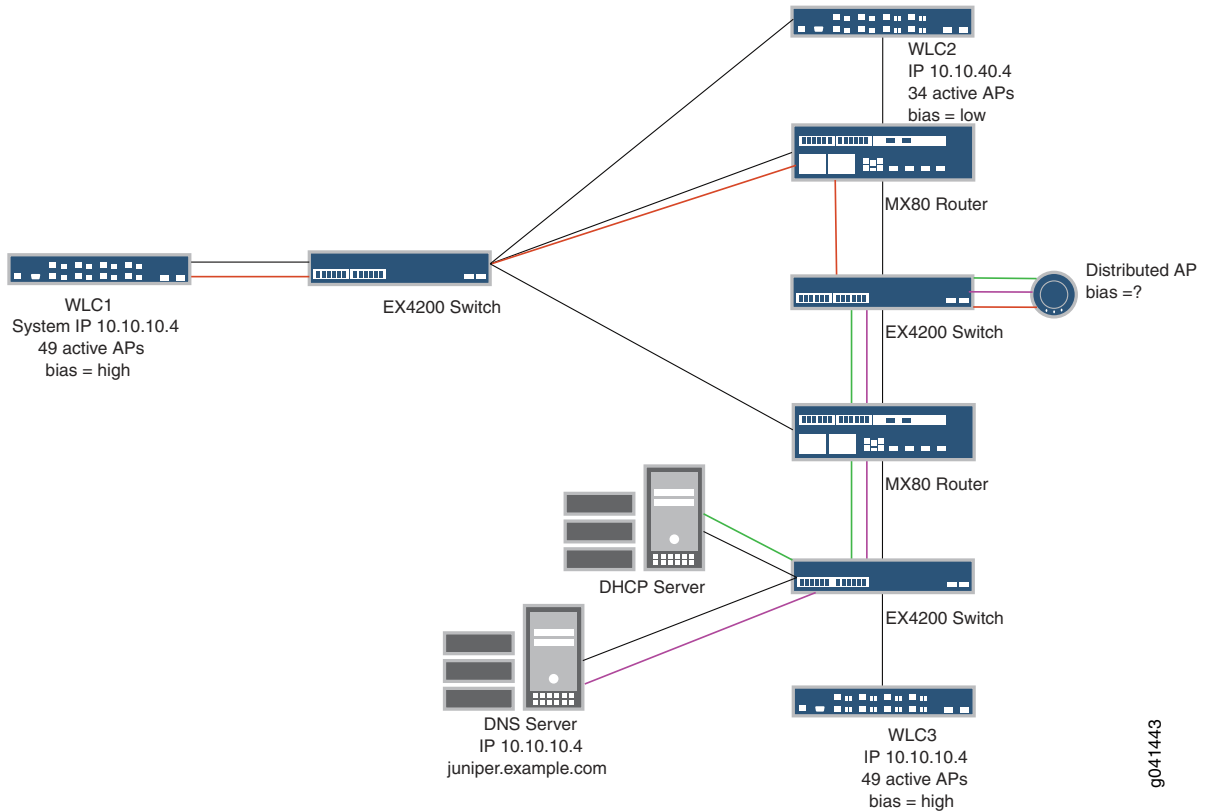 WLC2
IP 10.10.40.4
34 active APs
bias = low
MX80 Router
Distributed AP
bias =?
WLC1
System IP 10.10.10.4
49 active APs
bias = high
EX4200 Switch
EX4200 Switch
MX80 Router
DHCP Server
EX4200 Switch
DNS Server
IP 10.10.10.4
juniper.example.com
WLC3
IP 10.10.10.4
49 active APs
bias = high
g041443